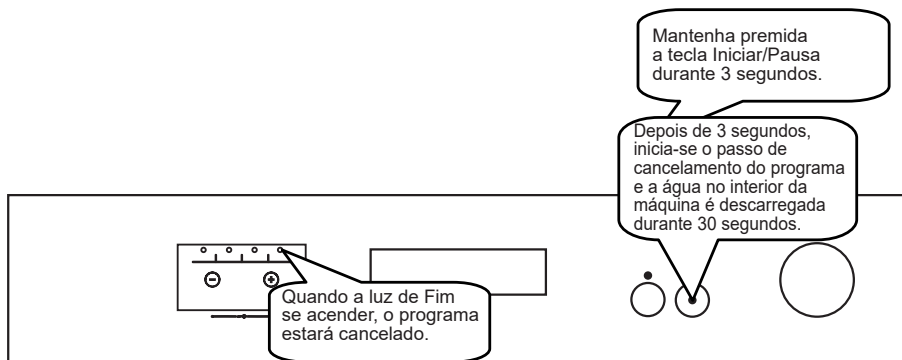 Mantenha premida
a tecla Iniciar/Pausa
durante 3 segundos.
Depois de 3 segundos,
inicia-se o passo de
cancelamento do programa
e a água no interior da
máquina é descarregada
durante 30 segundos.
Quando a luz de Fim
se acender, o programa
estará cancelado.